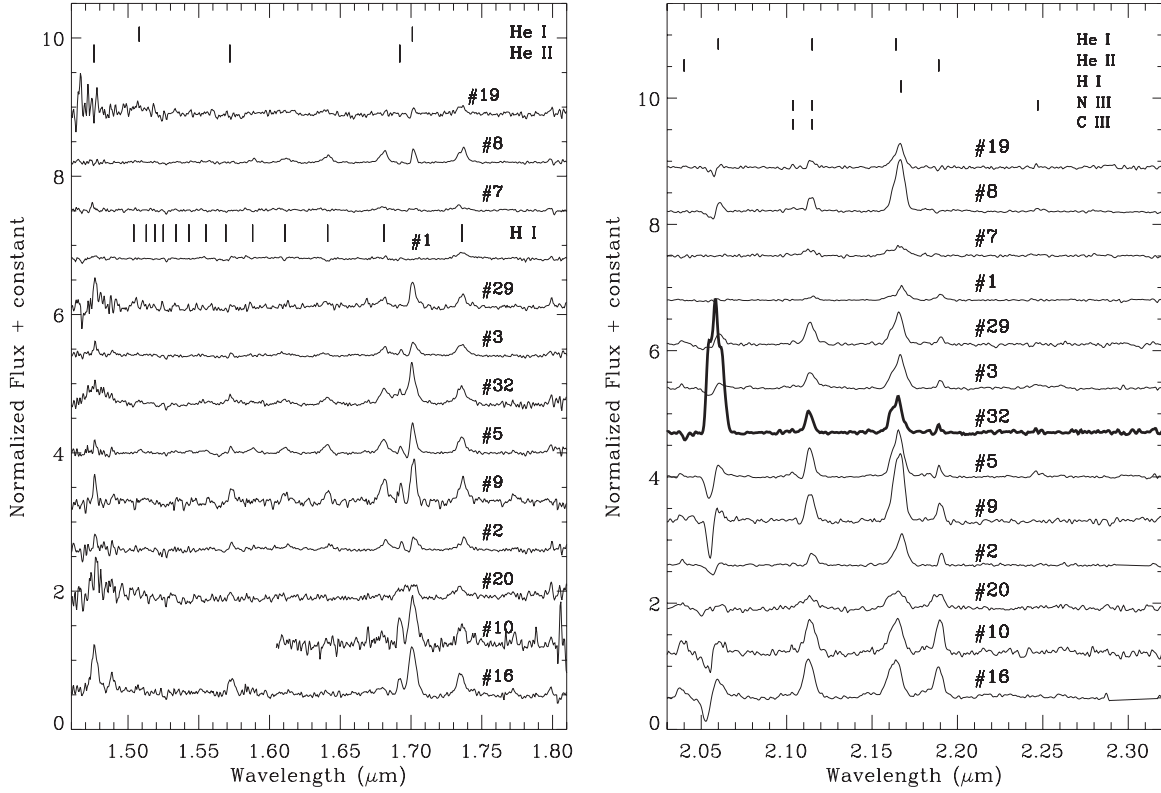 He I
He II
#19
#8
#7
H I
#1
#29
#3
#32
#5
#9
#2
#20
#10
#16
10
8
6
4
2
0
Normalized Flux + constant
1.50 1.55 1.60 1.65 1.70 1.75 1.80
Wavelength (μm)
He I
He II
H I
N III
C III
#19
#8
#7
#1
#29
#3
#32
#5
#9
#2
#20
#10
#16
10
8
6
4
2
0
Normalized Flux + constant
2.05 2.10 2.15 2.20 2.25 2.30
Wavelength (μm)